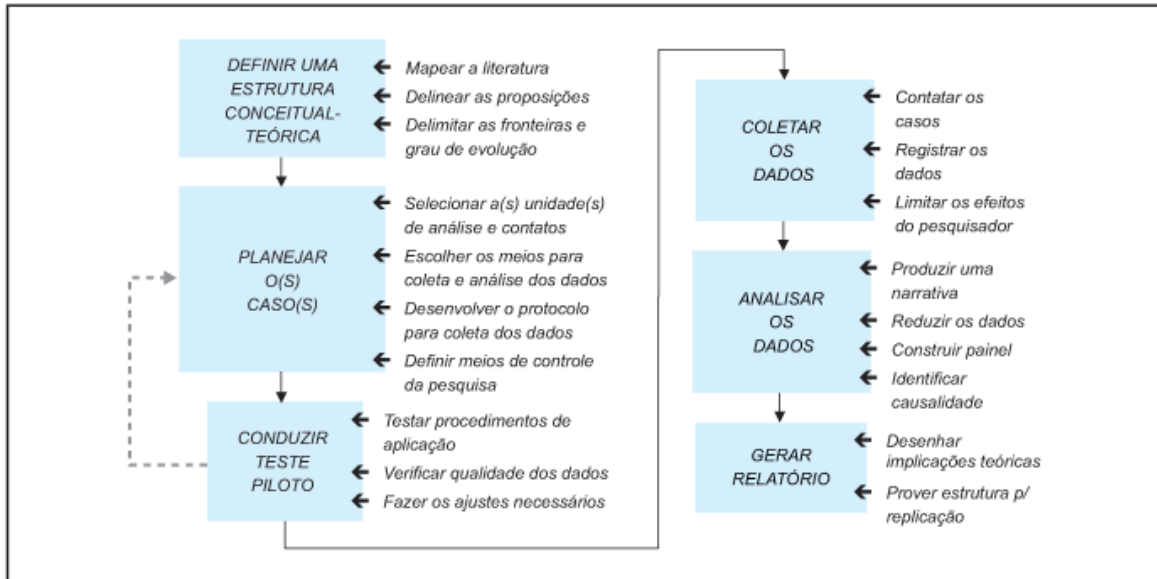 DEFINIR UMA
ESTRUTURA
CONCEITUAL-
TEÓRICA
Mapear a literatura
Delinear as proposições
Delimitar as fronteiras e
grau de evolução
PLANEJAR
O(S)
CASO(S)
Selecionar a(s) unidade(s)
de análise e contatos
Escolher os meios para
coleta e análise dos dados
Desenvolver o protocolo
para coleta dos dados
Definir meios de controle
da pesquisa
CONDUZIR
TESTE
PILOTO
Testar procedimentos de
aplicação
Verificar qualidade dos dados
Fazer os ajustes necessários
COLETAR
OS
DADOS
Contatar os
casos
Registrar os
dados
Limitar os efeitos
do pesquisador
ANALISAR
OS
DADOS
Produzir uma
narrativa
Reduzir os dados
Construir painel
Identificar
causalidade
GERAR
RELATÓRIO
Desenhar
implicações teóricas
Prover estrutura p/
replicação